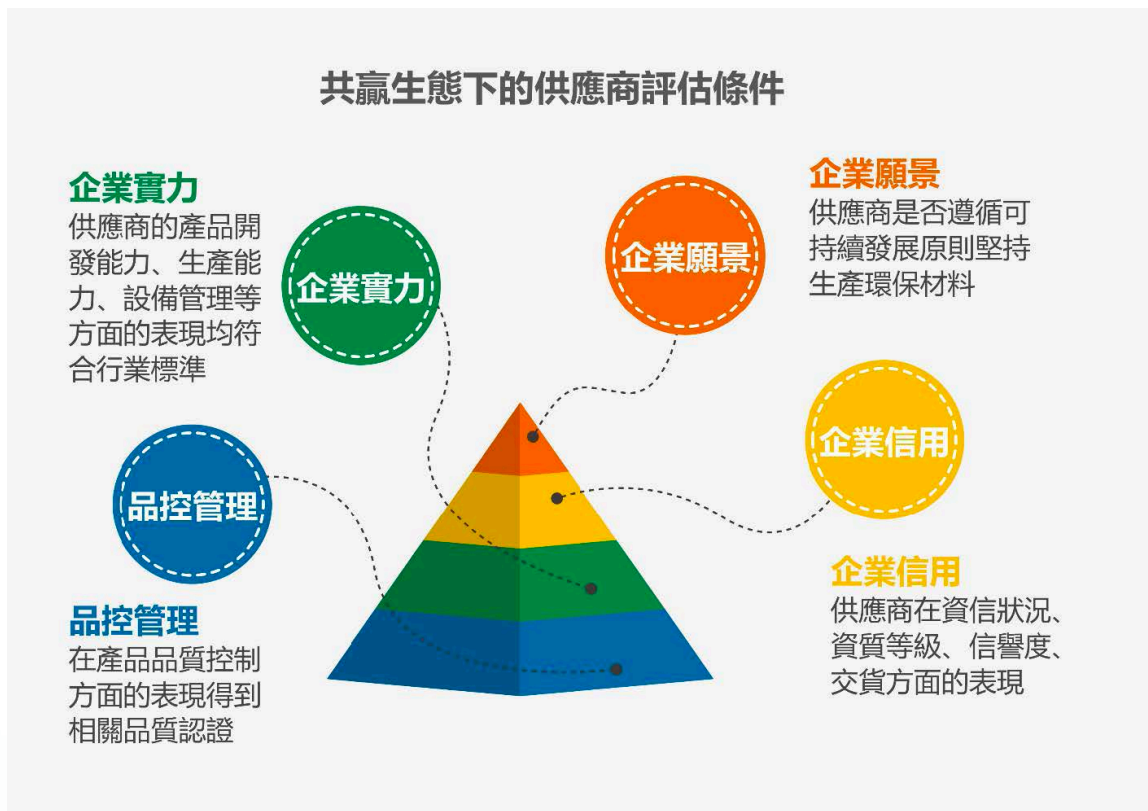 共贏生態下的供應商評估條件
企業實力
供應商的產品開
發能力、生產能
力、設備管理等
方面的表現均符
合行業標準
企業實力
企業願景
企業願景
供應商是否遵循可
持續發展原則堅持
生產環保材料
品控管理
品控管理
在產品品質控制
方面的表現得到
相關品質認證
企業信用
企業信用
供應商在資信狀況、
資質等級、信譽度、
交貨方面的表現